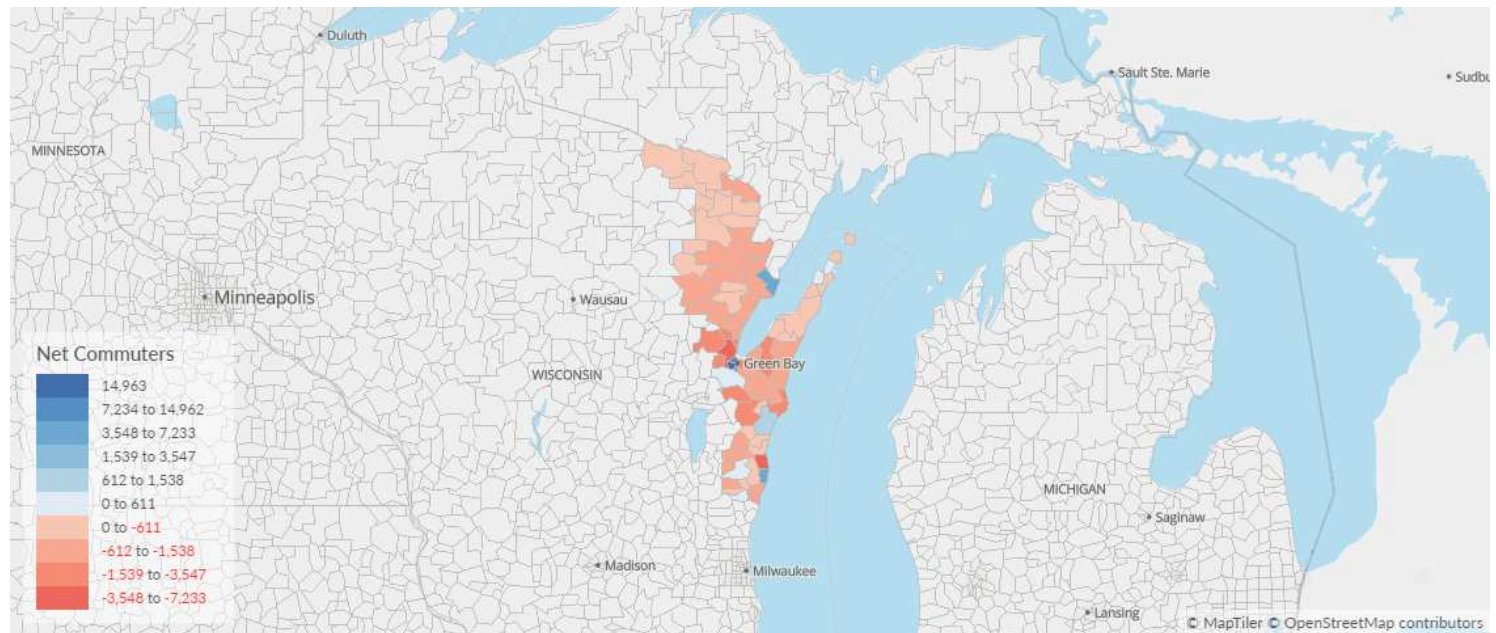 Duluth
Sault Ste. Marie
Sudbu
MINNESOTA
Minneapolis
Wausau
Green Bay
WISCONSIN
MICHIGAN
Saginaw
Madison
Milwaukee
Lansing
Net Commuters
14,963
7,234 to 14,962
3,548 to 7,233
1,539 to 3,547
612 to 1,538
0 to 611
0 to -611
-612 to -1,538
-1,539 to -3,547
-3,548 to -7,233
© MapTiler © OpenStreetMap contributors